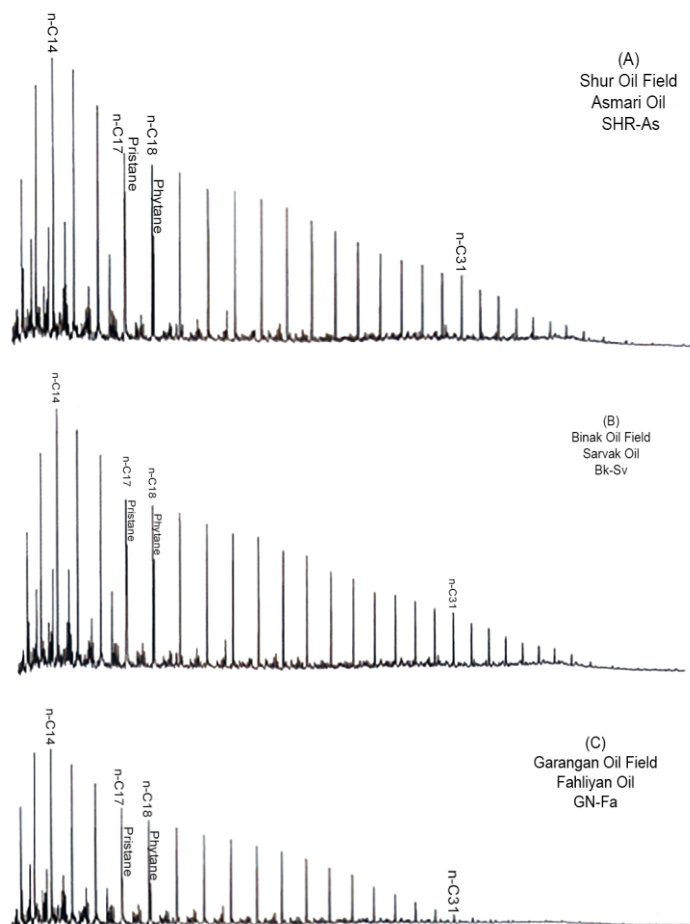 n-C14
n-C17
Pristane
n-C18
Phytane
n-C31
(A)
Shur Oil Field
Asmari Oil
SHR-As
n-C14
n-C17
Pristane
n-C18
Phytane
n-C31
(B)
Binak Oil Field
Sarvak Oil
Bk-Sv
n-C14
n-C17
Pristane
n-C18
Phytane
n-C31
(C)
Garangan Oil Field
Fahliyan Oil
GN-Fa